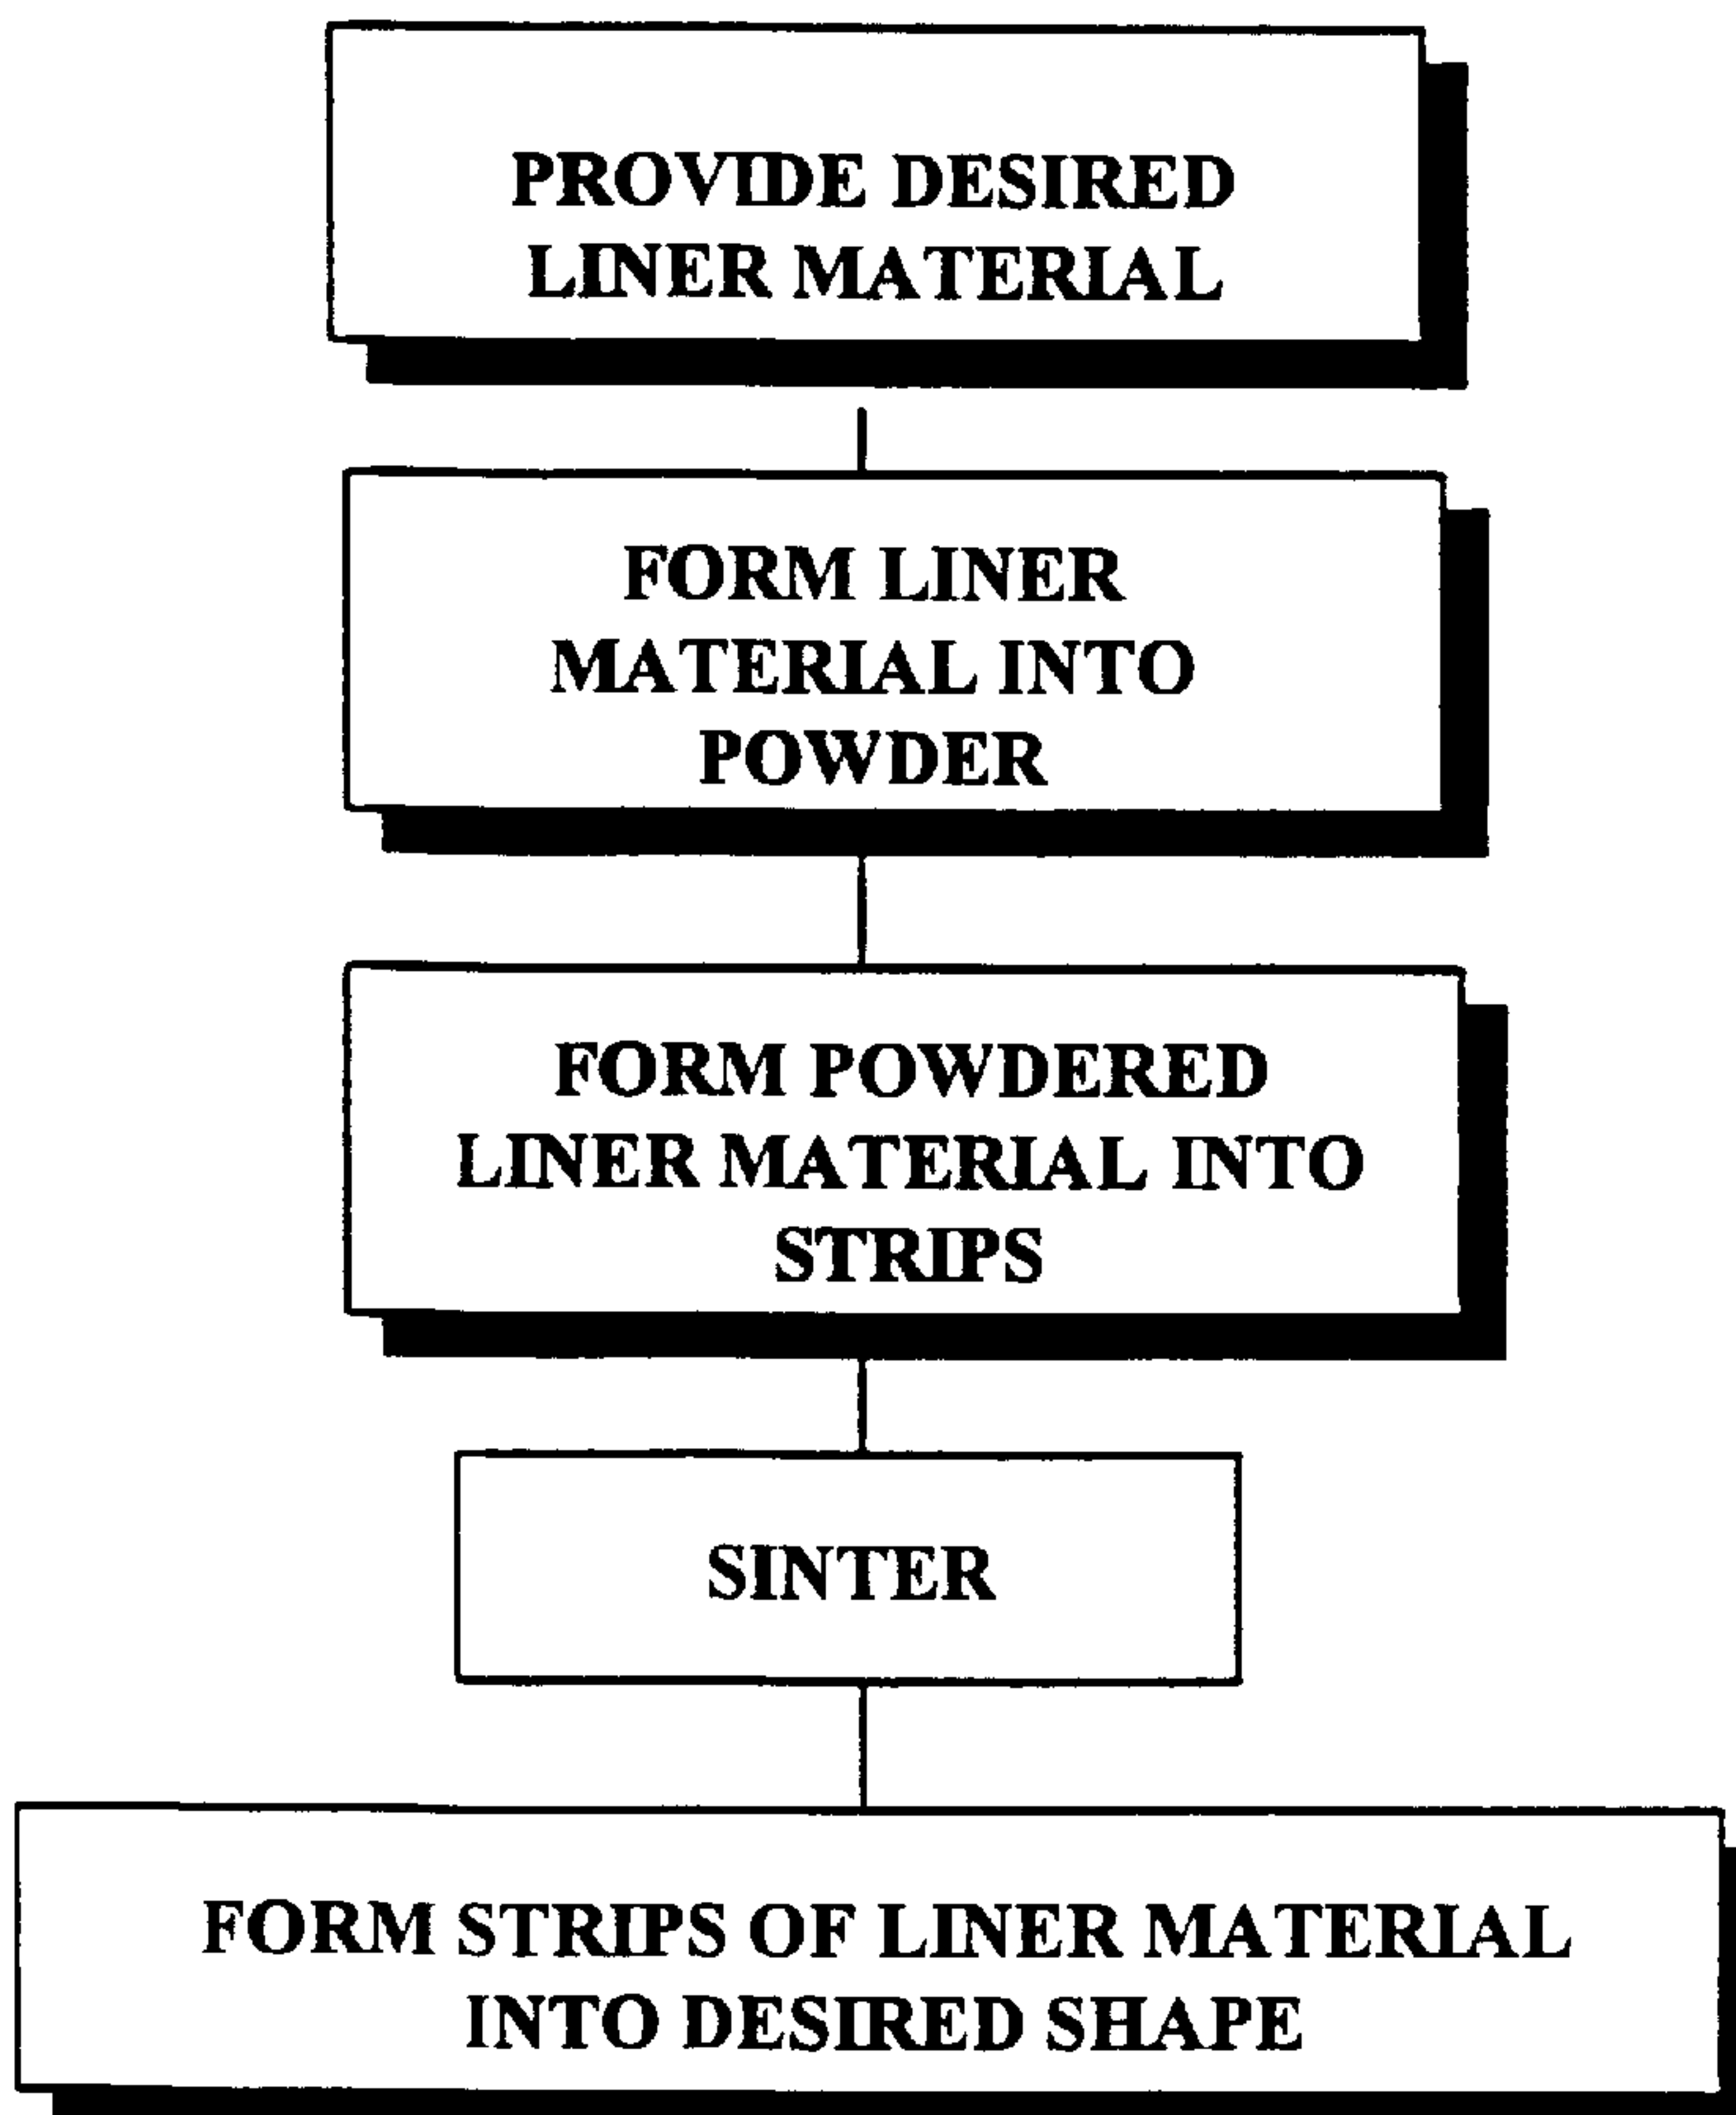 PROVIDE DESIRED
LINER MATERIAL
FORM LINER
MATERIAL INTO
POWDER
FORM POWDERED
LINER MATERIAL INTO
STRIPS
SINTER
FORM STRIPS OF LINER MATERIAL
INTO DESIRED SHAPE